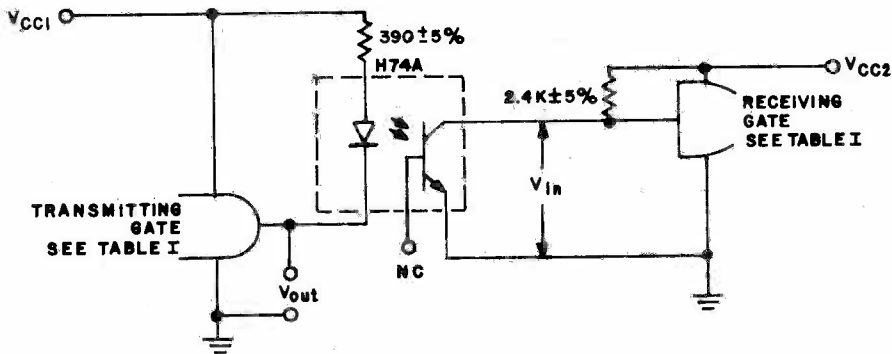 VCC1
390±5%
H74A
2.4K±5%
VCC2
RECEIVING
GATE
SEE TABLE I
Vin
TRANSMITTING
GATE
SEE TABLE I
Vout
NC